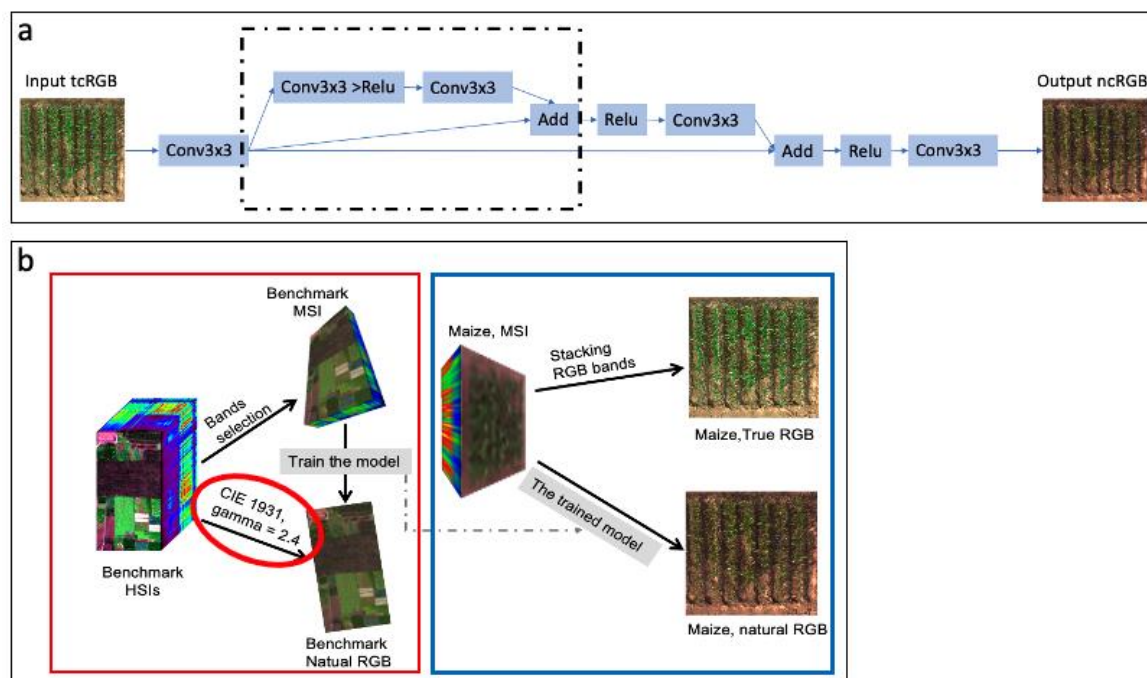 a
Input tcRGB
Output ncRGB
Conv3x3
Conv3x3 >Relu
Conv3x3
Add
Relu
Conv3x3
Add
Relu
Conv3x3
b
Benchmark
MSI
Bands
selection
Train the model
CIE 1931,
gamma = 2.4
Benchmark
HSIs
Benchmark
Natual RGB
Maize, MSI
Stacking
RGB bands
Maize,True RGB
The trained model
Maize, natural RGB